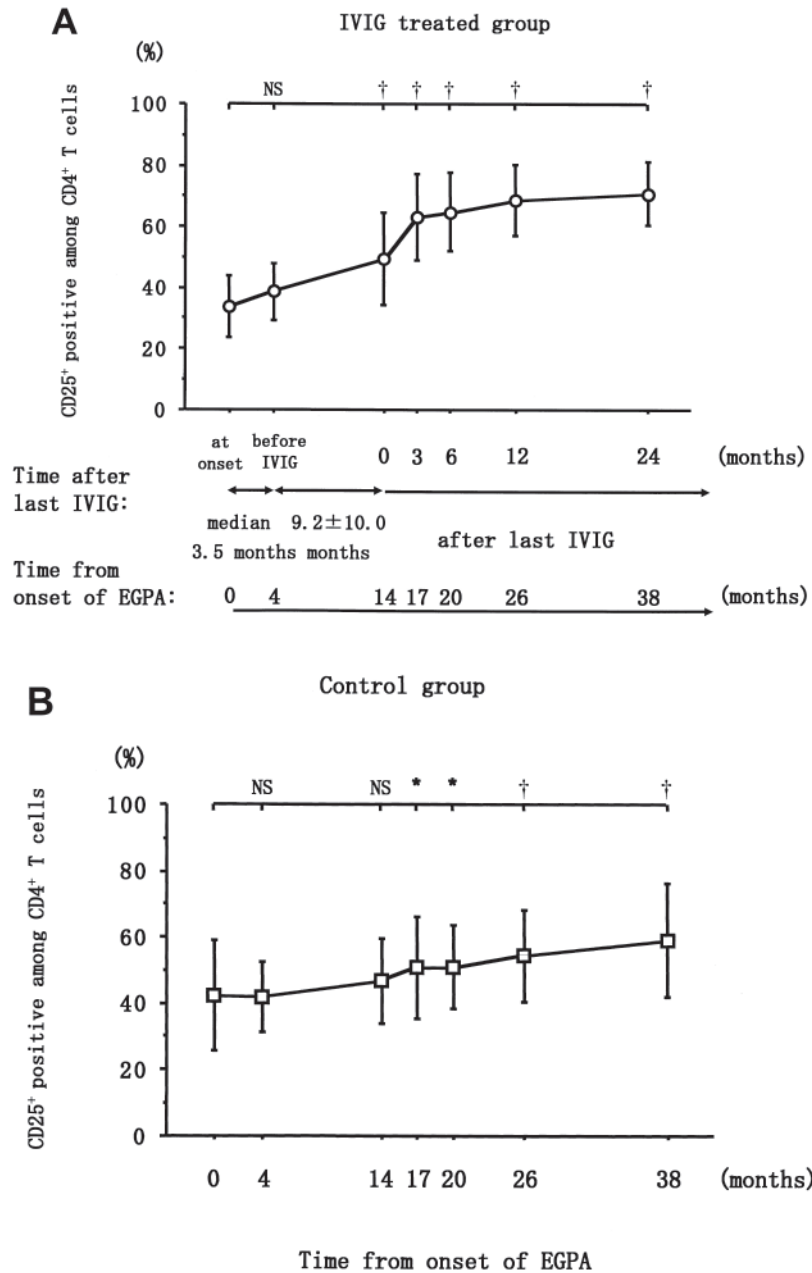 A
IVIG treated group
(%)
NS † † † † †
CD25⁺ positive among CD4⁺ T cells
100
80
60
40
20
0
at onset before IVIG 0 3 6 12 24 (months)
Time after last IVIG:
median 3.5 months 9.2±10.0 months after last IVIG
Time from onset of EGPA: 0 4 14 17 20 26 38 (months)
B
Control group
(%)
NS NS * * † †
CD25⁺ positive among CD4⁺ T cells
100
80
60
40
20
0
0 4 14 17 20 26 38 (months)
Time from onset of EGPA